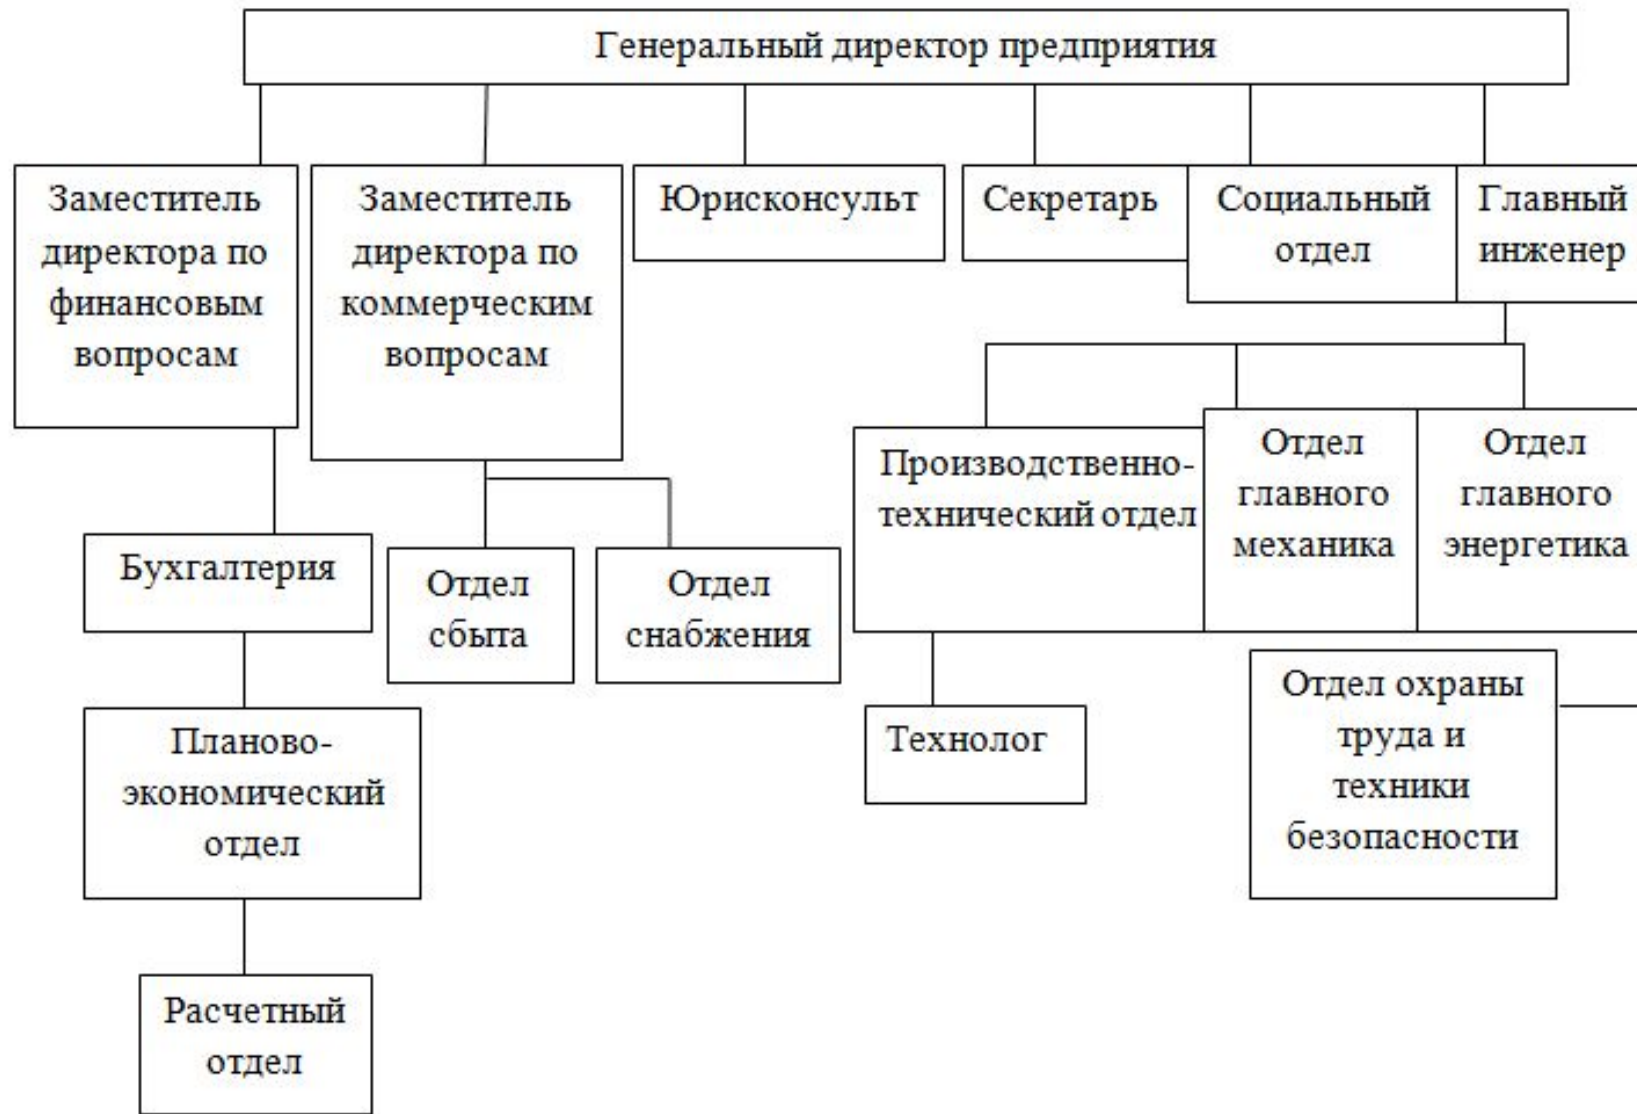 Генеральный директор предприятия
Заместитель
директора по
финансовым
вопросам
Заместитель
директора по
коммерческим
вопросам
Юрисконсульт
Секретарь
Социальный
отдел
Главный
инженер
Производственно-
технический отдел
Отдел
главного
механика
Отдел
главного
энергетика
Бухгалтерия
Отдел
сбыта
Отдел
снабжения
Планово-
экономический
отдел
Технолог
Отдел охраны
труда и
техники
безопасности
Расчетный
отдел